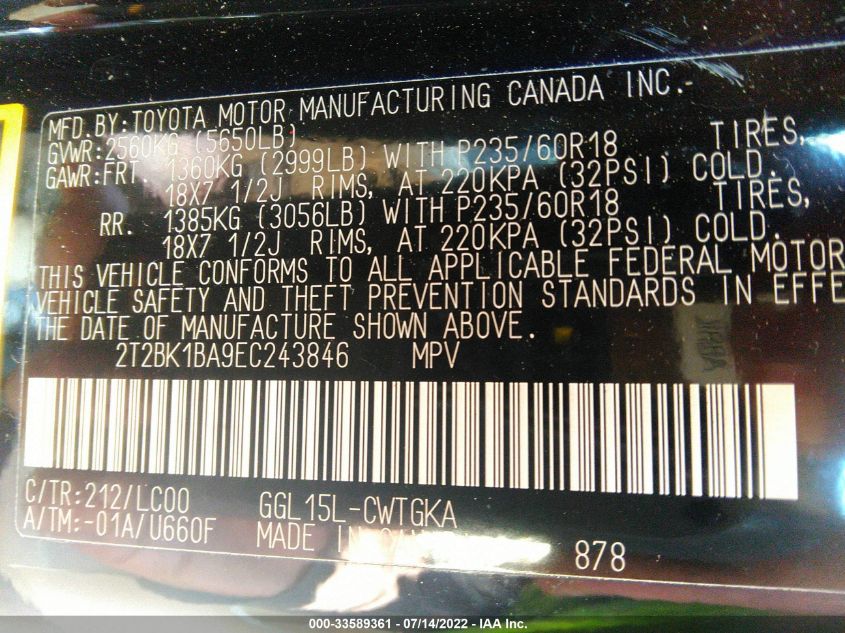 MFD.BY:TOYOTA MOTOR MANUFACTURING CANADA INC.-
GVWR:2560KG (5650LB)
GAWR:FRT. 1360KG (2999LB) WITH P235/60R18 TIRES,
18X7 1/2J RIMS, AT 220KPA (32PSI) COLD.
RR. 1385KG (3056LB) WITH P235/60R18 TIRES,
18X7 1/2J RIMS, AT 220KPA (32PSI) COLD.
THIS VEHICLE CONFORMS TO ALL APPLICABLE FEDERAL MOTOR
VEHICLE SAFETY AND THEFT PREVENTION STANDARDS IN EFFE
THE DATE OF MANUFACTURE SHOWN ABOVE.
2T2BK1BA9EC243846 MPV
C/TR:212/LC00 GGL15L-CWTGKA
A/TM:-01A/U660F MADE IN
878
000-33589361 - 07/14/2022 - IAA Inc.